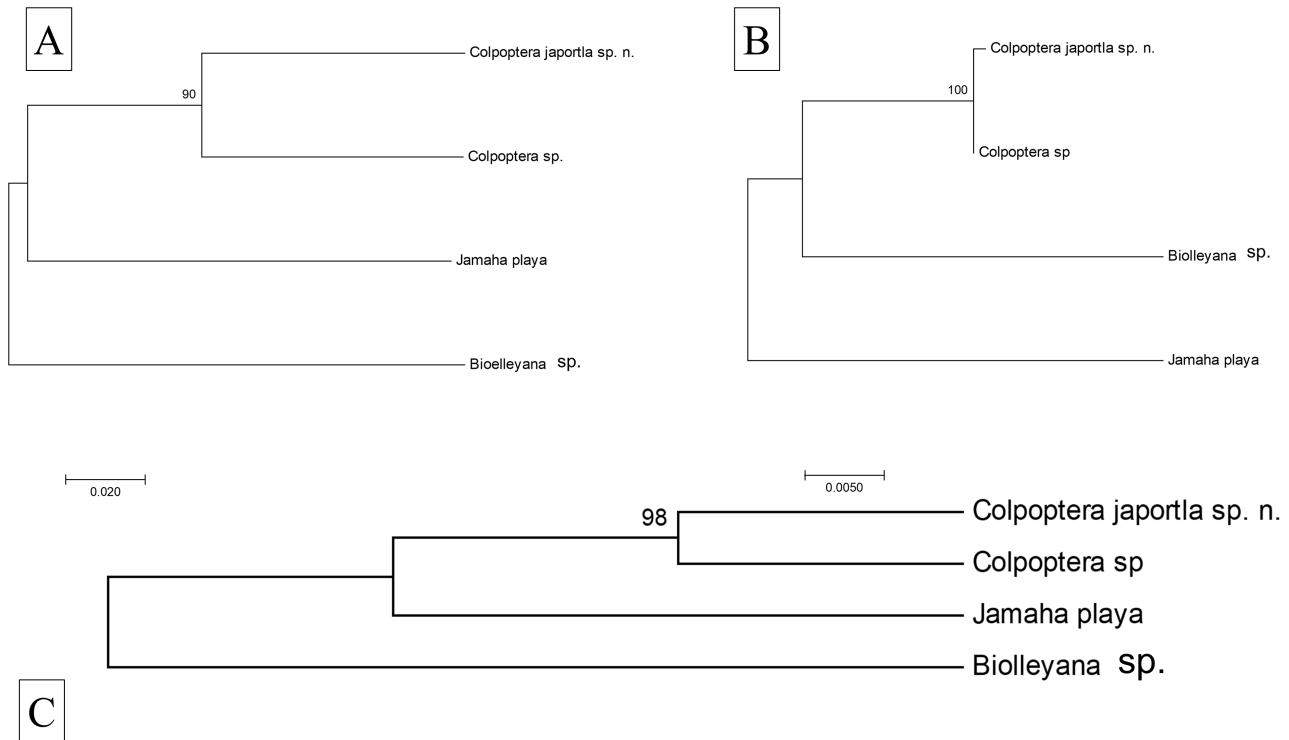 A
Colpoptera japortla sp. n.
90
Colpoptera sp.
Jamaha playa
Bioelleyana sp.
0.020
B
Colpoptera japortla sp. n.
100
Colpoptera sp
Biolleyana sp.
Jamaha playa
0.0050
Colpoptera japortla sp. n.
98
Colpoptera sp
Jamaha playa
Biolleyana sp.
C